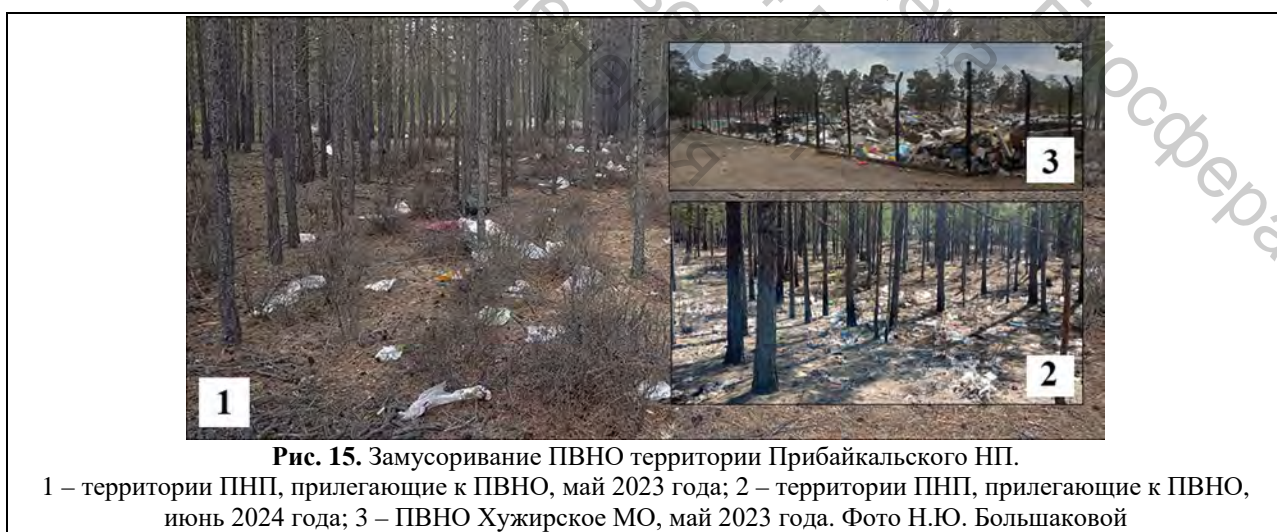 3
1
2
Рис. 15. Замусоривание ПВНО территории Прибайкальского НП.
1 – территории ПНП, прилегающие к ПВНО, май 2023 года; 2 – территории ПНП, прилегающие к ПВНО,
июнь 2024 года; 3 – ПВНО Хужирское МО, май 2023 года. Фото Н.Ю. Большаковой